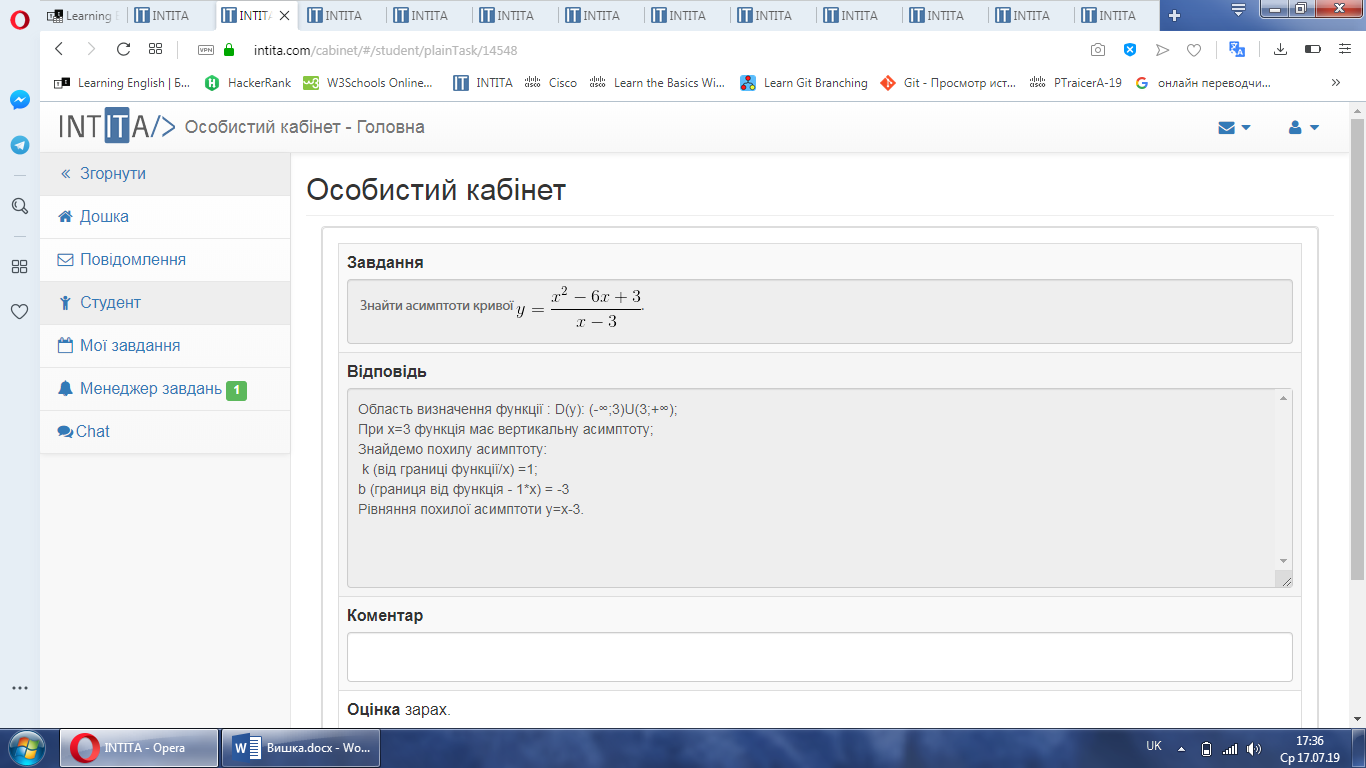 Learning E
INTITA
INTITA
INTITA
INTITA
INTITA
INTITA
INTITA
INTITA
INTITA
INTITA
INTITA
INTITA
VPN
intita.com/cabinet/#/student/plainTask/14548
Learning English | Б...
HackerRank
W3Schools Online...
INTITA
Cisco
Learn the Basics Wi...
Learn Git Branching
Git - Просмотр ист...
PTraicerA-19
онлайн переводчи...
»
INTITA/> Особистий кабінет - Головна
« Згорнути
Дошка
Повідомлення
Студент
Мої завдання
Менеджер завдань 1
Chat
Особистий кабінет
Завдання
Знайти асимптоти кривої y = \frac{x^2 - 6x + 3}{x - 3}.
Відповідь
Область визначення функції : D(y): (-∞;3)U(3;+∞);
При x=3 функція має вертикальну асимптоту;
Знайдемо похилу асимптоту:
k (від границі функції/x) =1;
b (границя від функція - 1*x) = -3
Рівняння похилої асимптоти y=x-3.
Коментар
Оцінка зарах.
INTITA - Opera
Вишка.docx - Wo...
UK
17:36
Ср 17.07.19